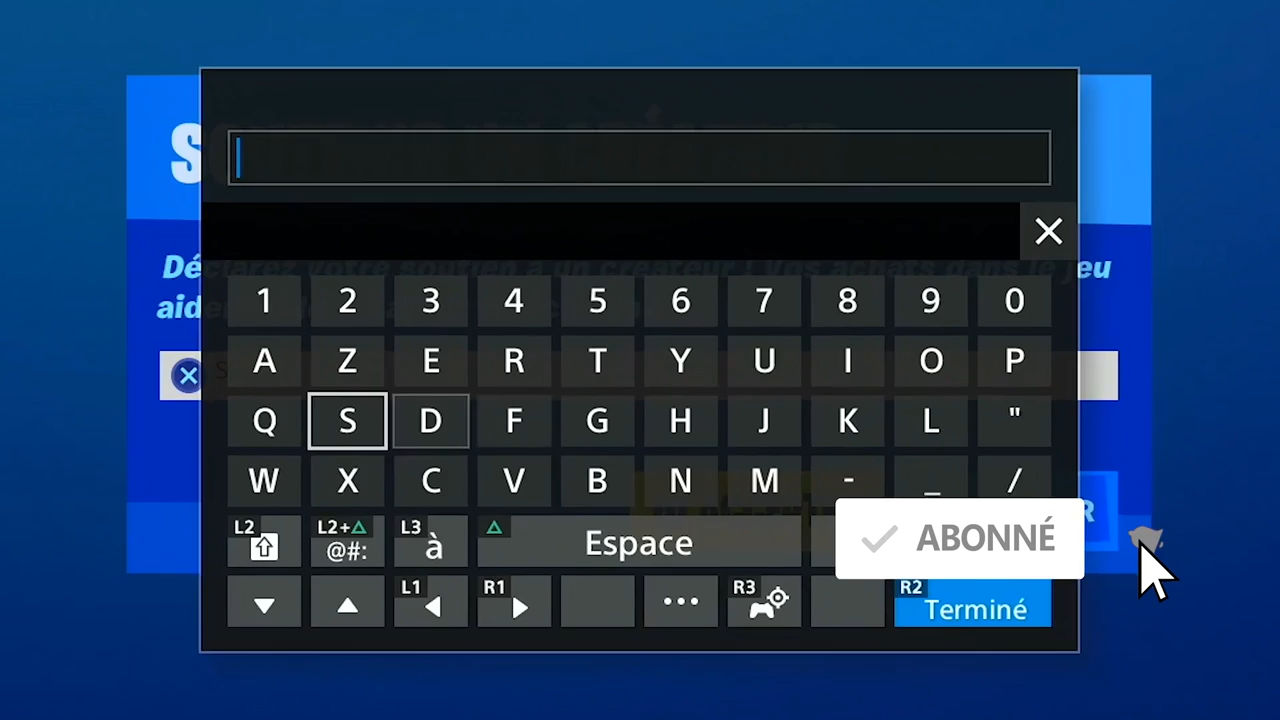 S
Déclarez votre soutien à un créateur ! Vos achats dans le jeu
aide
1 2 3 4 5 6 7 8 9 0
A Z E R T Y U I O P
Q S D F G H J K L "
W X C V B N M - _ /
L2 L2+△ @#: L3 à △ Espace
ABONNÉ
R
L1 R1 ... R3 R2 Terminé